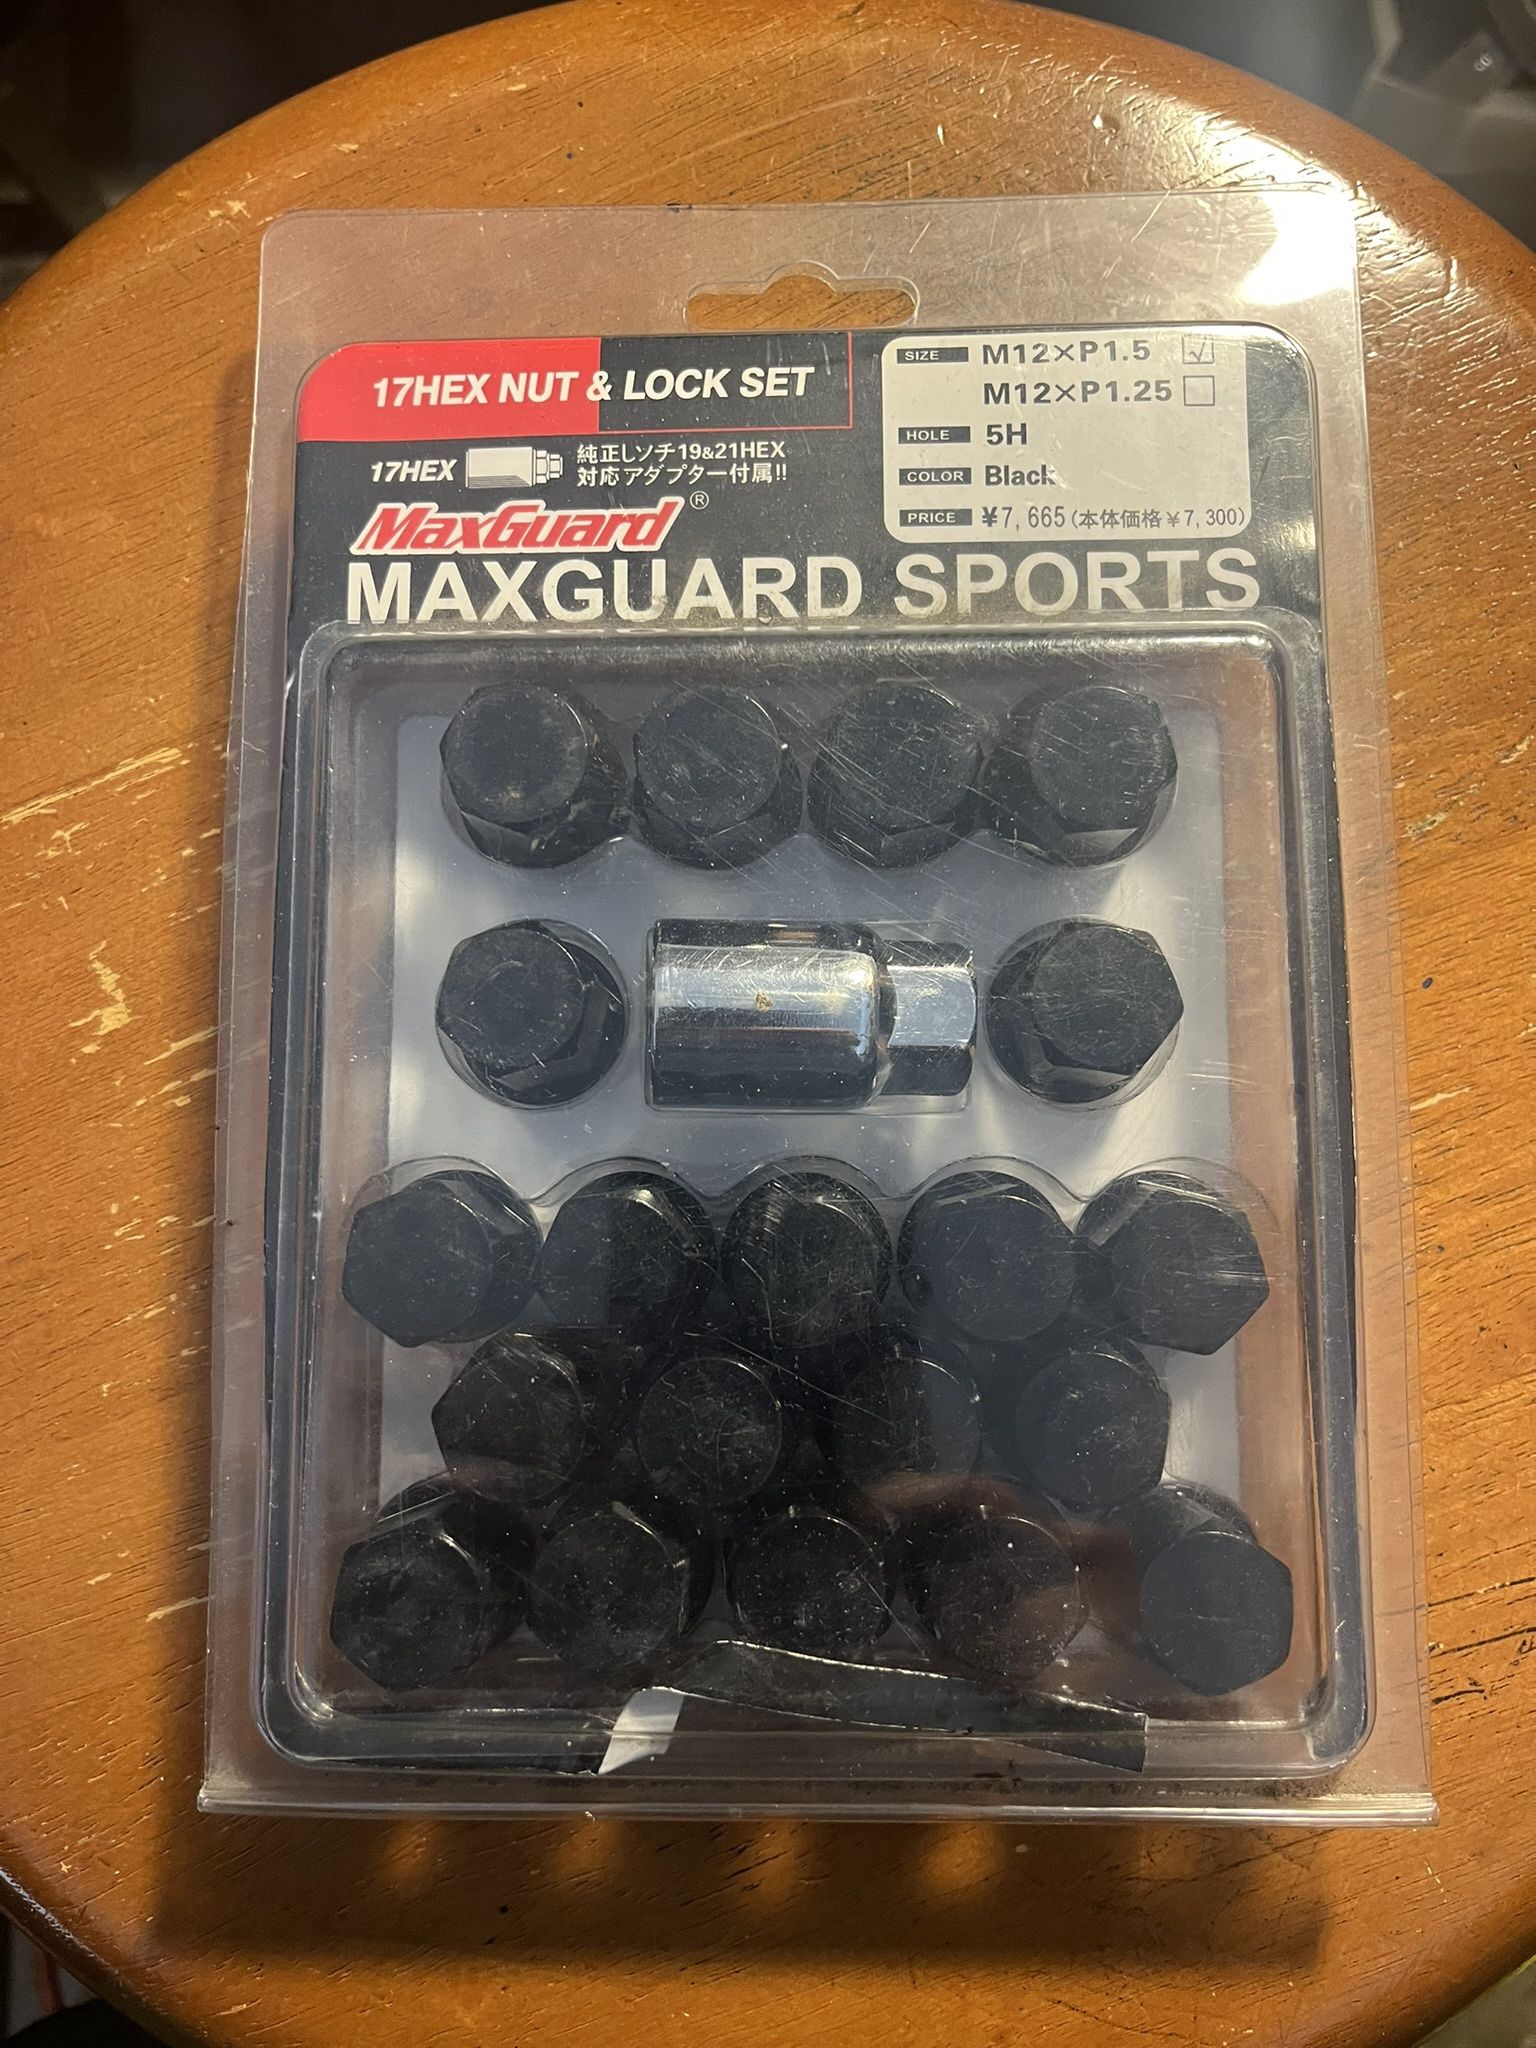 17HEX NUT & LOCK SET
17HEX 純正レンチ19&21HEX
対応アダプター付属!!
MaxGuard®
MAXGUARD SPORTS
SIZE M12×P1.5 ✓
M12×P1.25
HOLE 5H
COLOR Black
PRICE ¥7,665(本体価格¥7,300)